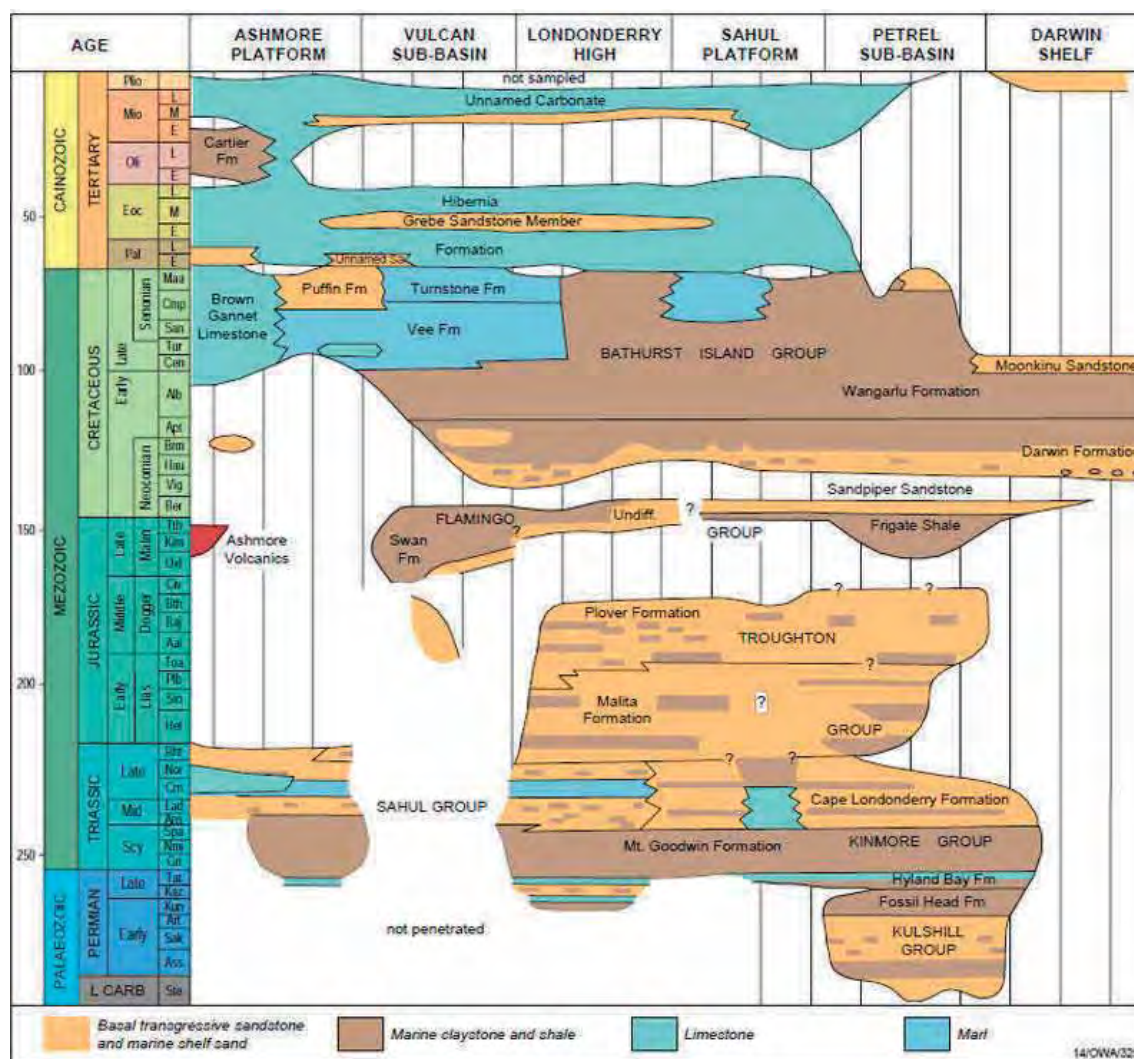 AGE
ASHMORE PLATFORM
VULCAN SUB-BASIN
LONDONDERRY HIGH
SAHUL PLATFORM
PETREL SUB-BASIN
DARWIN SHELF
CAINOZOIC
TERTIARY
Plio
Mio
L
M
E
Oli
L
E
Eoc
L
M
E
Pal
L
E
50
MEZOZOIC
CRETACEOUS
Late
Senonian
Maa
Cmp
San
Tur
Cen
100
Early
Alb
Apt
Neocomian
Brm
Hau
Vlg
Ber
150
JURASSIC
Late
Malm
Tth
Kim
Oxf
Middle
Dogger
Clv
Bth
Baj
Aal
Early
Lias
Toa
Plb
Sin
Het
200
TRIASSIC
Late
Rht
Nor
Crn
Mid
Lad
Ans
Scy
Spa
Nm
Gri
250
PALAEOZOIC
PERMIAN
Late
Tat
Kaz
Early
Kun
Art
Sak
Ass
L CARB
Ste
not sampled
Unnamed Carbonate
Cartier
Fm
Hibernia
Grebe Sandstone Member
Formation
Unnamed Sa
Puffin Fm
Turnstone Fm
Brown
Gannet
Limestone
Vee Fm
BATHURST ISLAND GROUP
Moonkinu Sandstone
Wangarlu Formation
Darwin Formation
Sandpiper Sandstone
FLAMINGO
Undiff.
?
GROUP
Frigate Shale
?
Swan
Fm
Ashmore
Volcanics
? ?
Plover Formation
TROUGHTON
?
Malita
Formation
?
GROUP
? ?
SAHUL GROUP
Cape Londonderry Formation
Mt. Goodwin Formation
KINMORE GROUP
Hyland Bay Fm
Fossil Head Fm
not penetrated
KULSHILL
GROUP
Basal transgressive sandstone
and marine shelf sand
Marine claystone and shale
Limestone
Marl